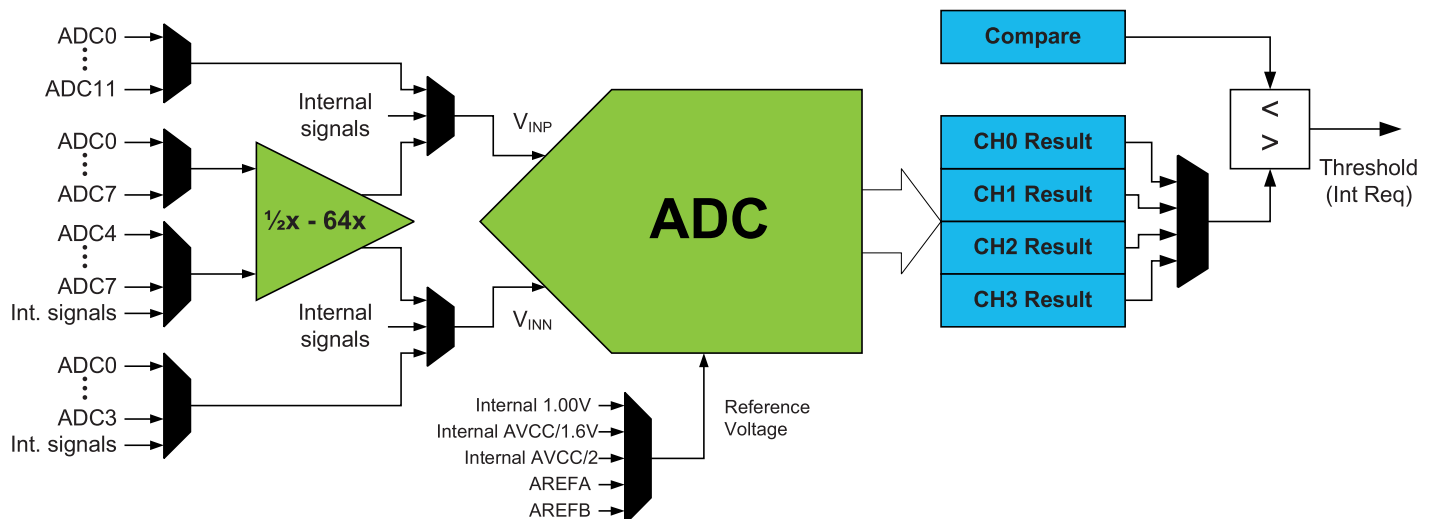 ADC0
ADC11
ADC0
ADC7
ADC4
ADC7
Int. signals
ADC0
ADC3
Int. signals
½x - 64x
Internal
signals
Internal
signals
VINP
VINN
ADC
Internal 1.00V
Internal AVCC/1.6V
Internal AVCC/2
AREFA
AREFB
Reference
Voltage
Compare
CH0 Result
CH1 Result
CH2 Result
CH3 Result
<
>
Threshold
(Int Req)